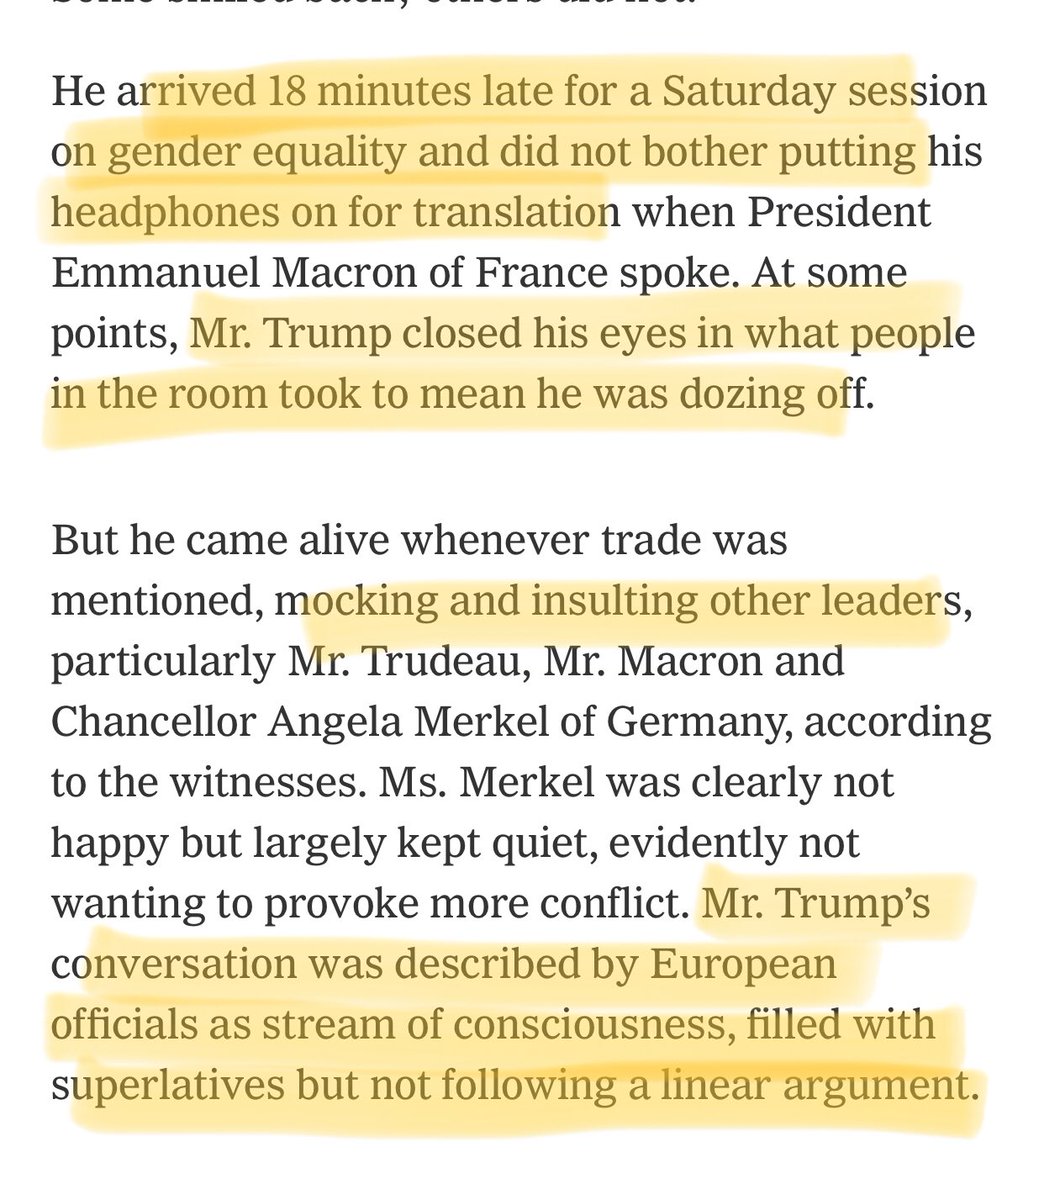 He arrived 18 minutes late for a Saturday session
on gender equality and did not bother putting his
headphones on for translation when President
Emmanuel Macron of France spoke. At some
points, Mr. Trump closed his eyes in what people
in the room took to mean he was dozing off.
But he came alive whenever trade was
mentioned, mocking and insulting other leaders,
particularly Mr. Trudeau, Mr. Macron and
Chancellor Angela Merkel of Germany, according
to the witnesses. Ms. Merkel was clearly not
happy but largely kept quiet, evidently not
wanting to provoke more conflict. Mr. Trump’s
conversation was described by European
officials as stream of consciousness, filled with
superlatives but not following a linear argument.